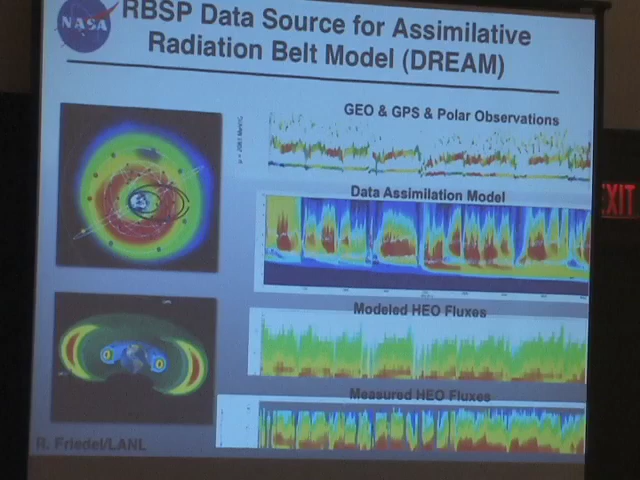 NASA
RBSP Data Source for Assimilative
Radiation Belt Model (DREAM)
GEO & GPS & Polar Observations
Data Assimilation Model
Modeled HEO Fluxes
Measured HEO Fluxes
R. Friedel/LANL
EXIT